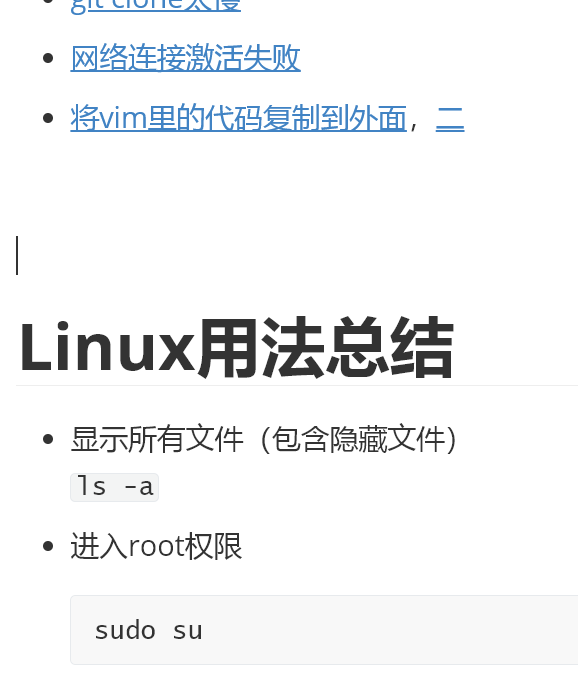 git clone太慢
网络连接激活失败
将vim里的代码复制到外面，二
Linux用法总结
显示所有文件（包含隐藏文件）
ls -a
进入root权限
sudo su